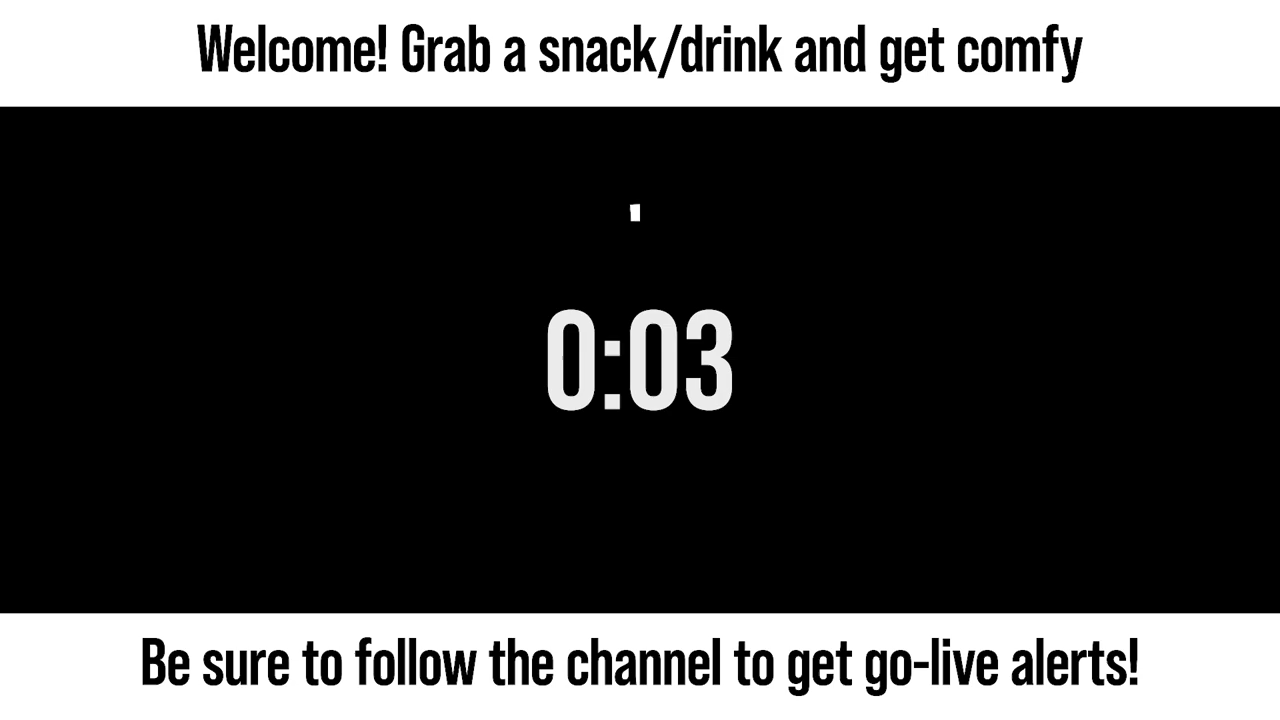 Welcome! Grab a snack/drink and get comfy
0:03
Be sure to follow the channel to get go-live alerts!